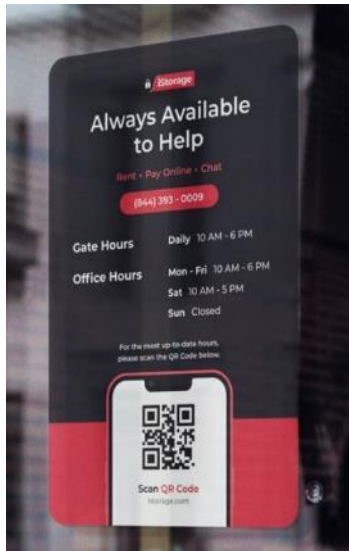 iStorage
Always Available
to Help
Rent • Pay Online • Chat
(844) 393 - 0009
Gate Hours Daily 10 AM - 6 PM
Office Hours Mon - Fri 10 AM - 6 PM
Sat 10 AM - 5 PM
Sun Closed
For the most up-to-date hours,
please scan the QR Code below.
Scan QR Code
istorage.com